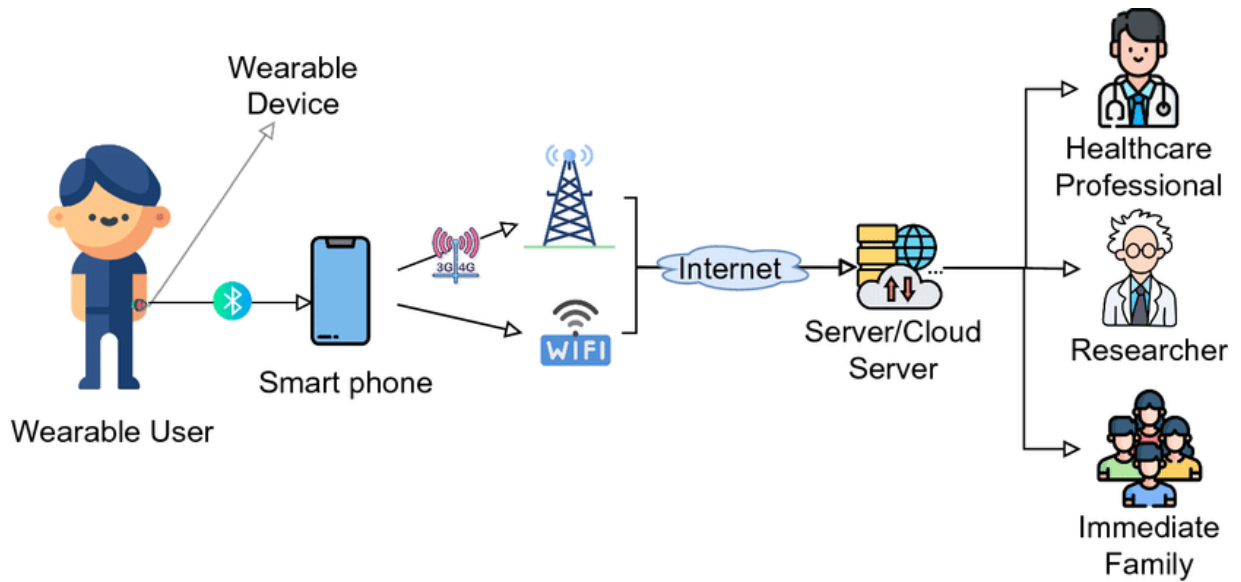 Wearable
Device
Wearable User
Smart phone
3G 4G
WIFI
Internet
Server/Cloud
Server
Healthcare
Professional
Researcher
Immediate
Family